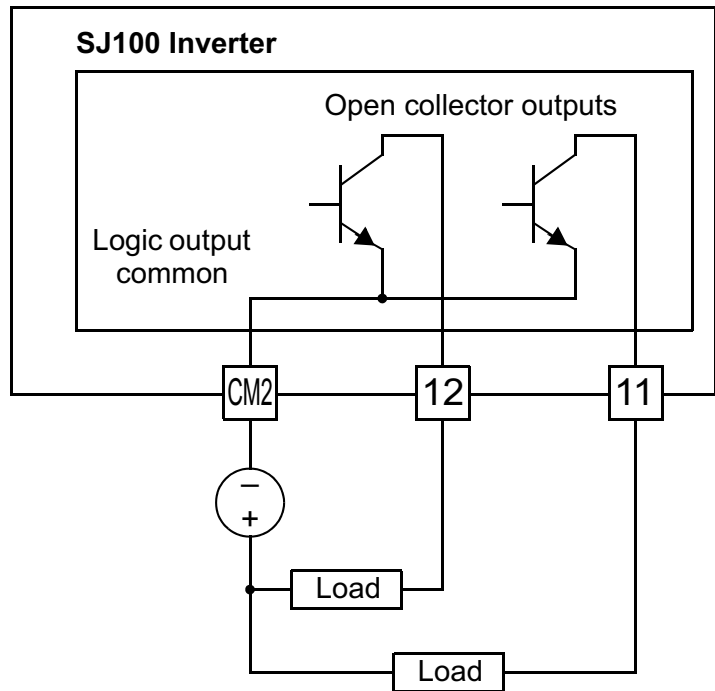 SJ100 Inverter
Open collector outputs
Logic output
common
CM2
12
11
–
+
Load
Load